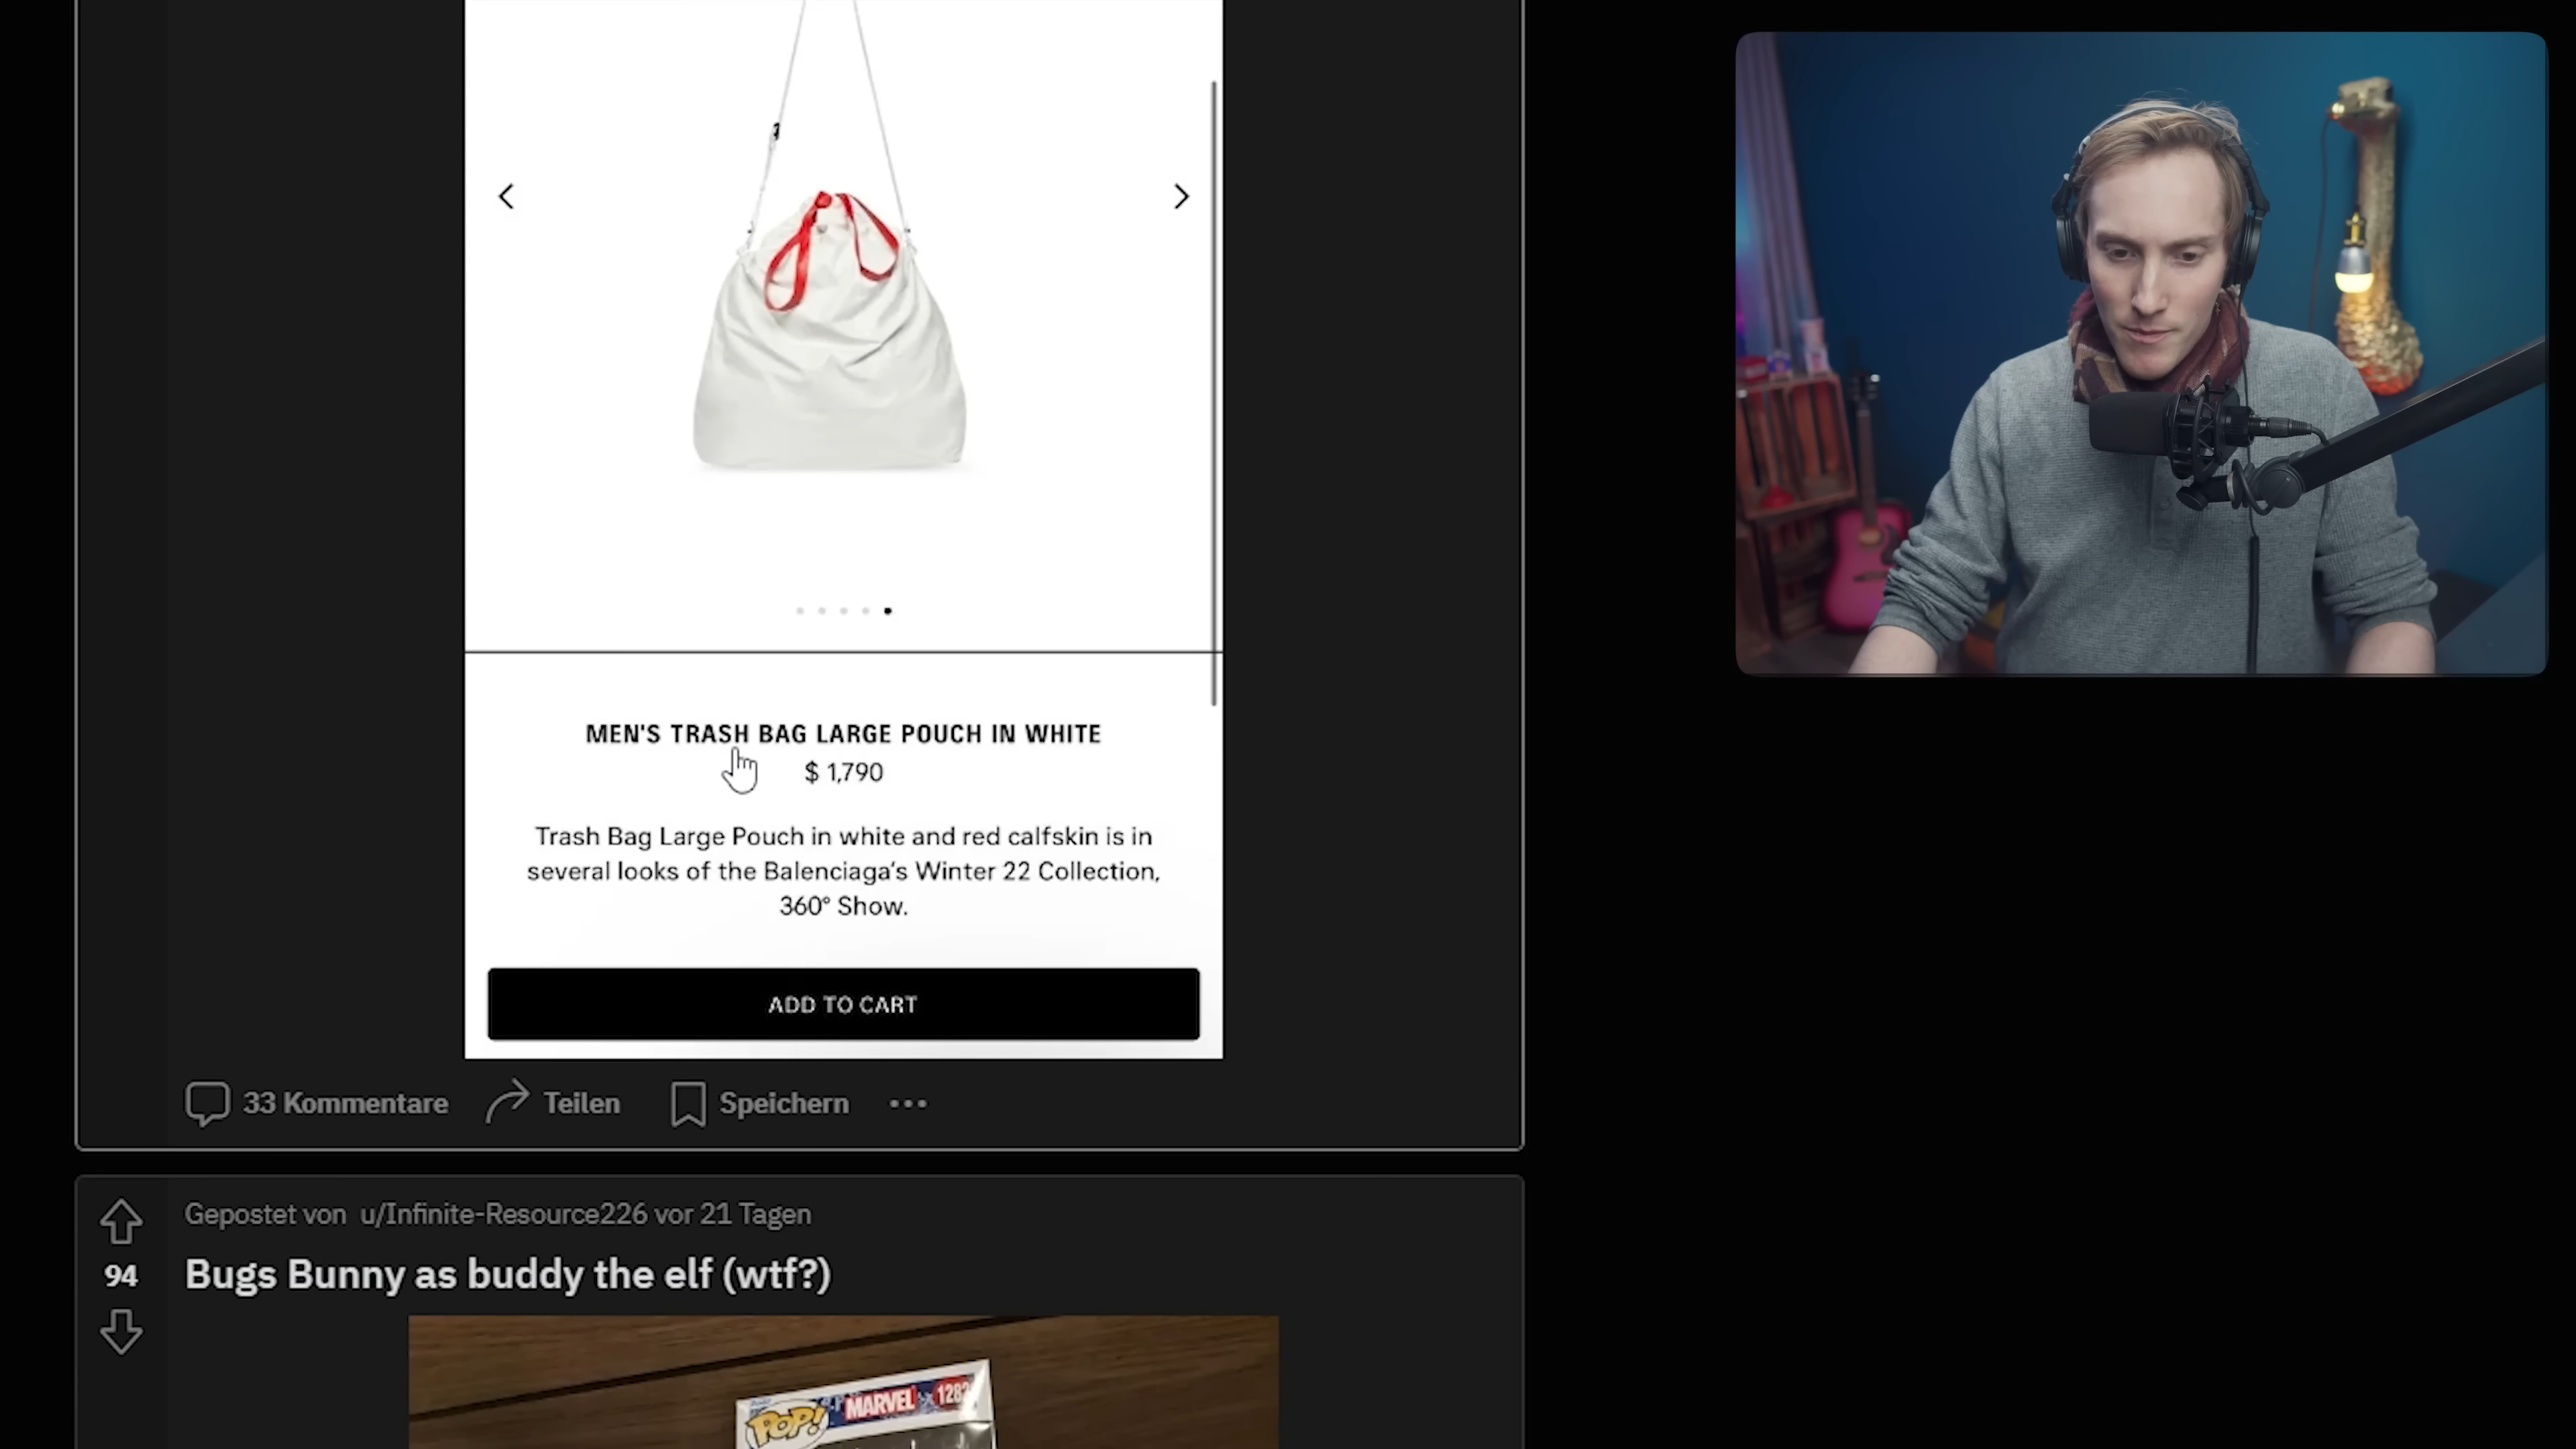 MEN'S TRASH BAG LARGE POUCH IN WHITE
$ 1,790
Trash Bag Large Pouch in white and red calfskin is in
several looks of the Balenciaga's Winter 22 Collection,
360° Show.
ADD TO CART
33 Kommentare
Teilen
Speichern
Gepostet von u/Infinite-Resource226 vor 21 Tagen
94
Bugs Bunny as buddy the elf (wtf?)
POP!
MARVEL
1282